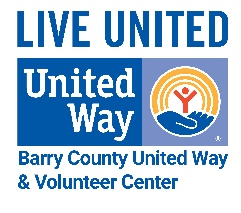 LIVE UNITED
United
Way
®
Barry County United Way
& Volunteer Center